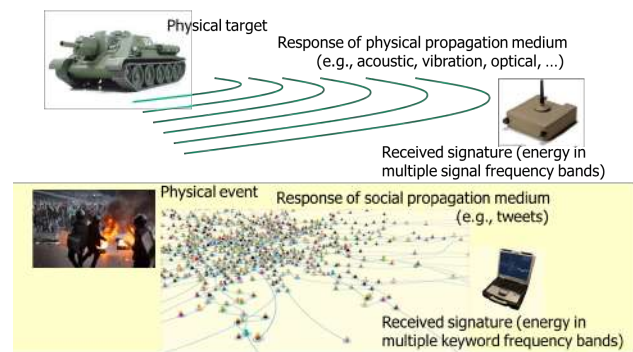 Physical target
Response of physical propagation medium
(e.g., acoustic, vibration, optical, …)
Received signature (energy in
multiple signal frequency bands)
Physical event
Response of social propagation medium
(e.g., tweets)
Received signature (energy in
multiple keyword frequency bands)